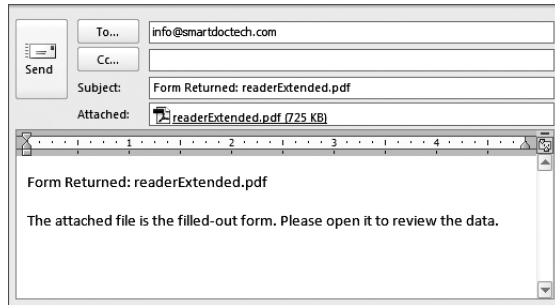 To...
info@smartdoctech.com
Send
Cc...
Subject:
Form Returned: readerExtended.pdf
Attached:
readerExtended.pdf (725 KB)
1 2 3 4
Form Returned: readerExtended.pdf
The attached file is the filled-out form. Please open it to review the data.